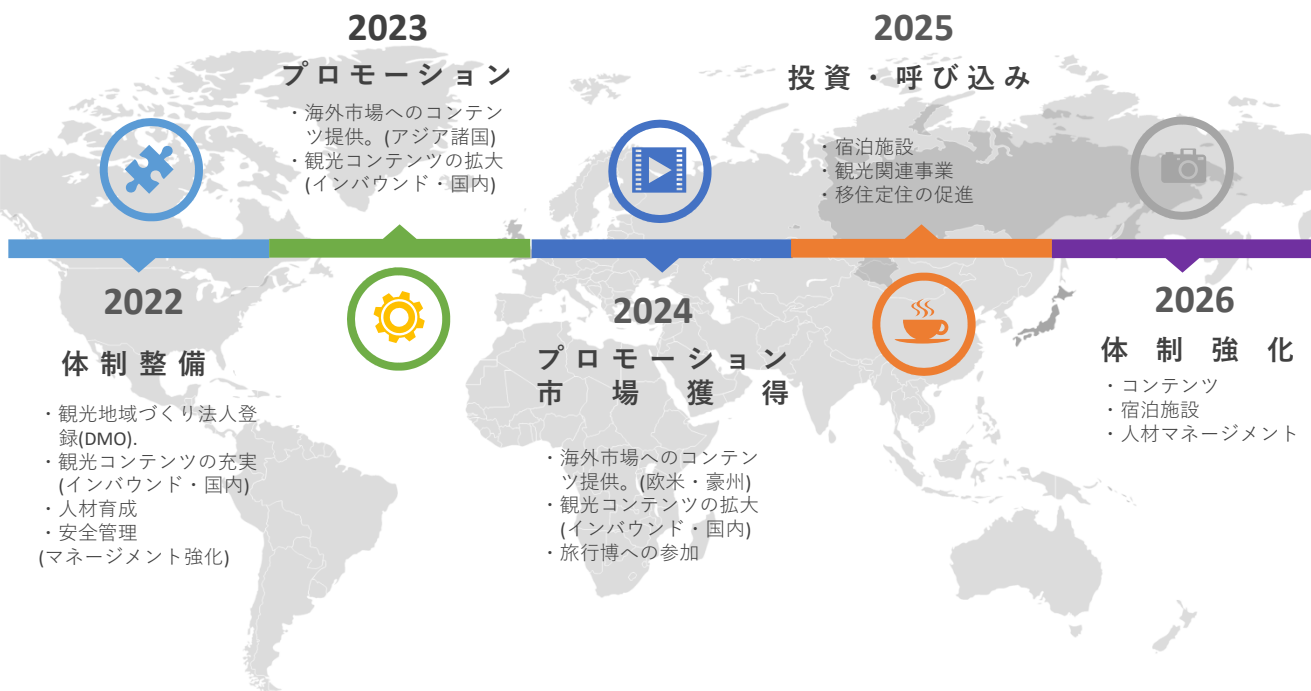 2022
体制整備
・観光地域づくり法人登
録(DMO).
・観光コンテンツの充実
(インバウンド・国内)
・人材育成
・安全管理
(マネージメント強化)
2023
プロモーション
・海外市場へのコンテン
ツ提供。(アジア諸国)
・観光コンテンツの拡大
(インバウンド・国内)
2024
プロモーション
市場獲得
・海外市場へのコンテン
ツ提供。(欧米・豪州)
・観光コンテンツの拡大
(インバウンド・国内)
・旅行博への参加
2025
投資・呼び込み
・宿泊施設
・観光関連事業
・移住定住の促進
2026
体制強化
・コンテンツ
・宿泊施設
・人材マネージメント